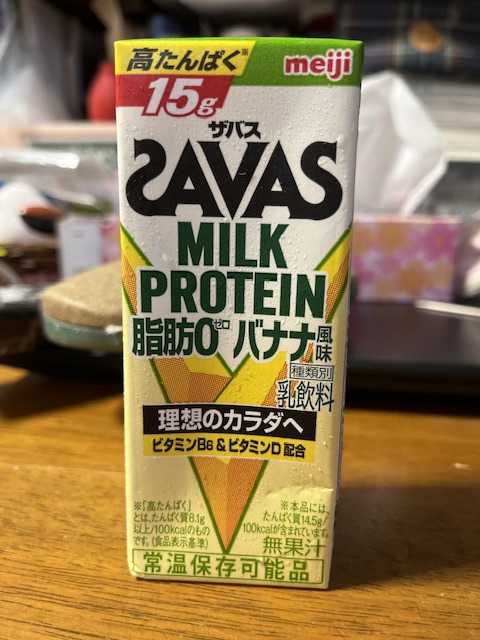 高たんぱく※
meiji
15g
ザバス
SAVAS
MILK
PROTEIN
脂肪0ゼロ バナナ風味
種類別
乳飲料
理想のカラダへ
ビタミンB6&ビタミンD配合
※「高たんぱく」
とは、たんぱく質8.1g
以上/100kcalのもの
です。(食品表示基準)
※本品には、
たんぱく質14.5g/
100kcalが含まれています。
無果汁
常温保存可能品